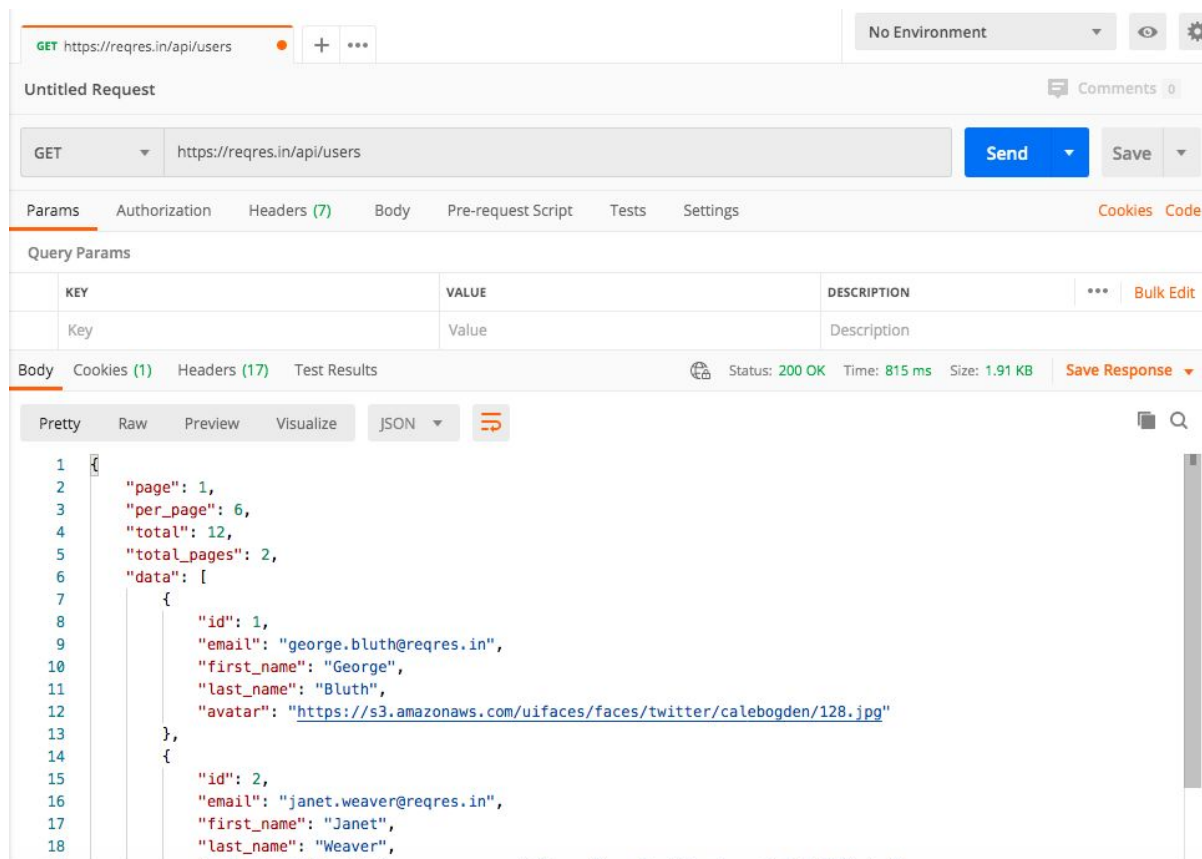 GET https://reqres.in/api/users
No Environment
Untitled Request
Comments 0
GET https://reqres.in/api/users Send Save
Params Authorization Headers (7) Body Pre-request Script Tests Settings Cookies Code
Query Params
KEY VALUE DESCRIPTION Bulk Edit
Key Value Description
Body Cookies (1) Headers (17) Test Results Status: 200 OK Time: 815 ms Size: 1.91 KB Save Response
Pretty Raw Preview Visualize JSON
1 {
2 "page": 1,
3 "per_page": 6,
4 "total": 12,
5 "total_pages": 2,
6 "data": [
7 {
8 "id": 1,
9 "email": "george.bluth@reqres.in",
10 "first_name": "George",
11 "last_name": "Bluth",
12 "avatar": "https://s3.amazonaws.com/uifaces/faces/twitter/calebogden/128.jpg"
13 },
14 {
15 "id": 2,
16 "email": "janet.weaver@reqres.in",
17 "first_name": "Janet",
18 "last_name": "Weaver",